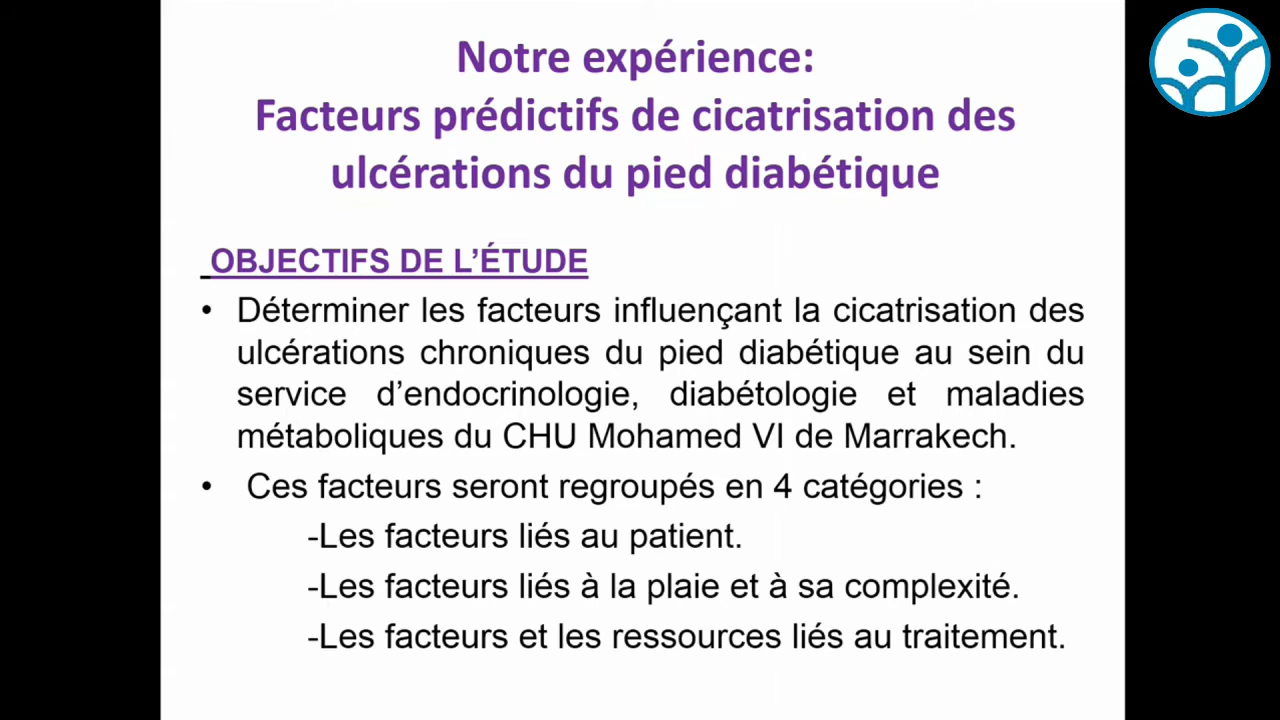 Notre expérience:
Facteurs prédictifs de cicatrisation des
ulcérations du pied diabétique
OBJECTIFS DE L’ÉTUDE
• Déterminer les facteurs influençant la cicatrisation des
ulcérations chroniques du pied diabétique au sein du
service d’endocrinologie, diabétologie et maladies
métaboliques du CHU Mohamed VI de Marrakech.
• Ces facteurs seront regroupés en 4 catégories :
-Les facteurs liés au patient.
-Les facteurs liés à la plaie et à sa complexité.
-Les facteurs et les ressources liés au traitement.